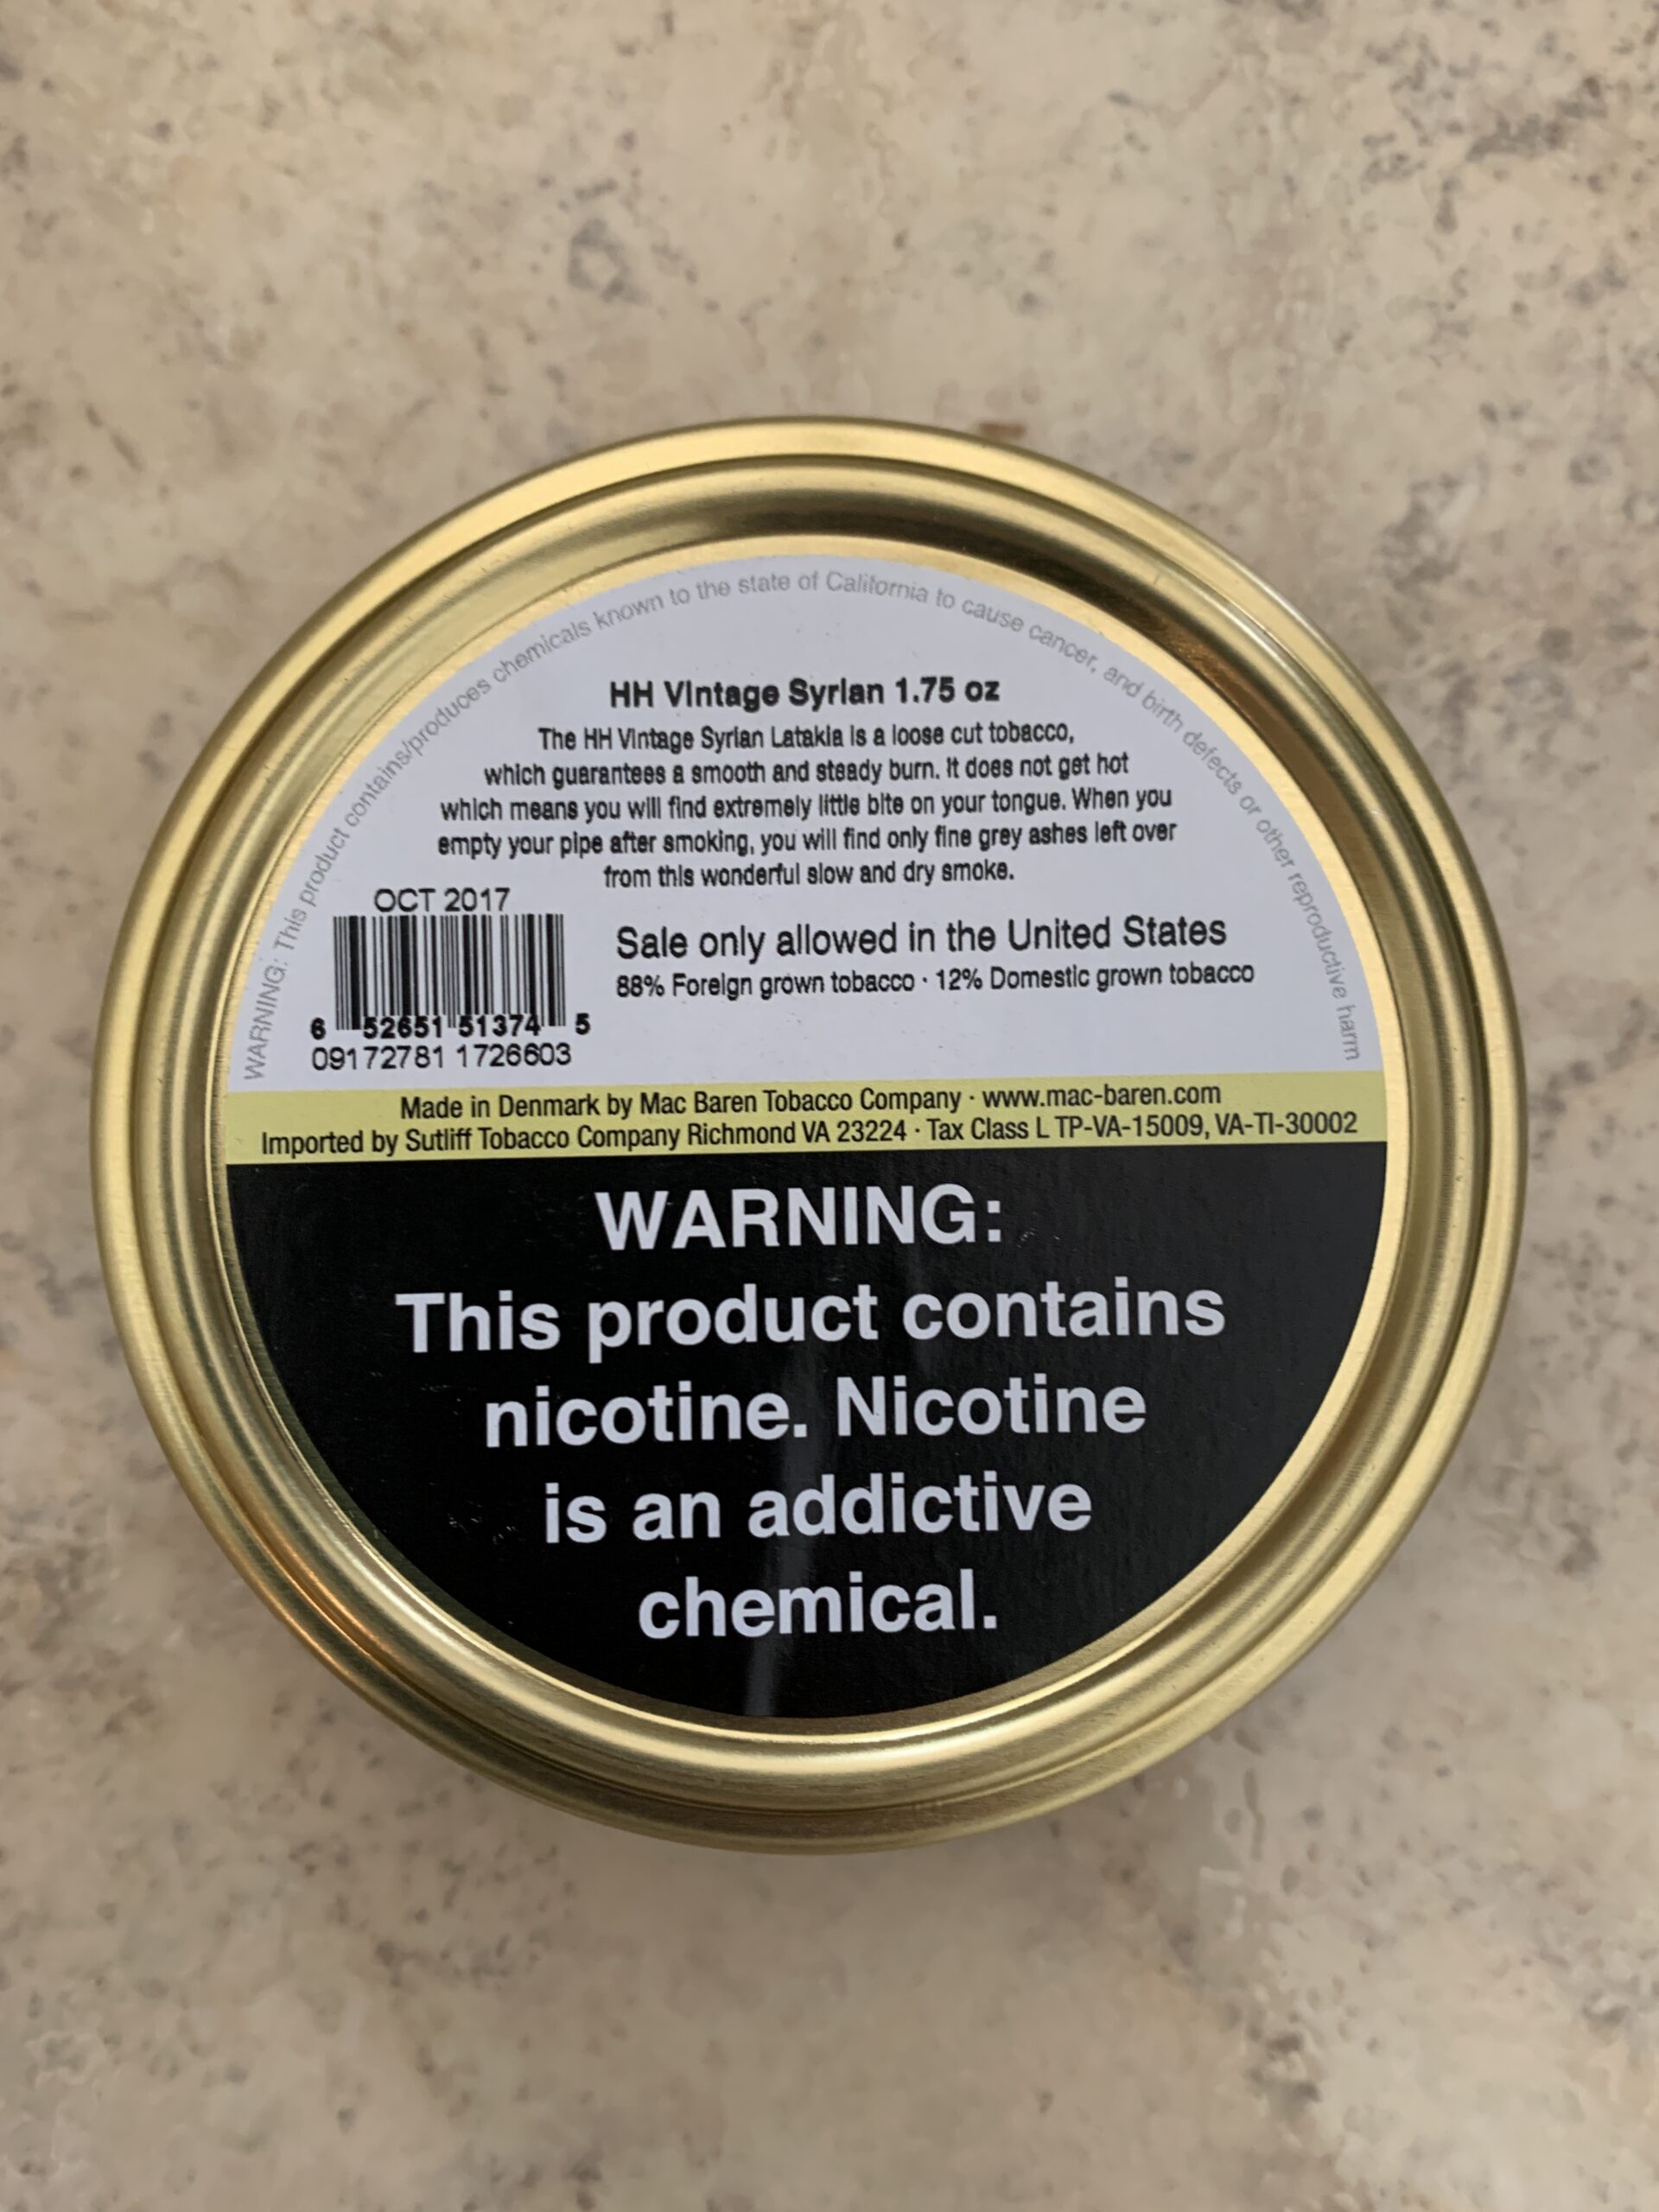 WARNING: This product contains/produces chemicals known to the state of California to cause cancer, and birth defects or other reproductive harm
HH Vintage Syrian 1.75 oz
The HH Vintage Syrian Latakia is a loose cut tobacco,
which guarantees a smooth and steady burn. It does not get hot
which means you will find extremely little bite on your tongue. When you
empty your pipe after smoking, you will find only fine grey ashes left over
from this wonderful slow and dry smoke.
OCT 2017
6 52651 51374 5
09172781 1726603
Sale only allowed in the United States
88% Foreign grown tobacco · 12% Domestic grown tobacco
Made in Denmark by Mac Baren Tobacco Company · www.mac-baren.com
Imported by Sutliff Tobacco Company Richmond VA 23224 · Tax Class L TP-VA-15009, VA-TI-30002
WARNING:
This product contains
nicotine. Nicotine
is an addictive
chemical.